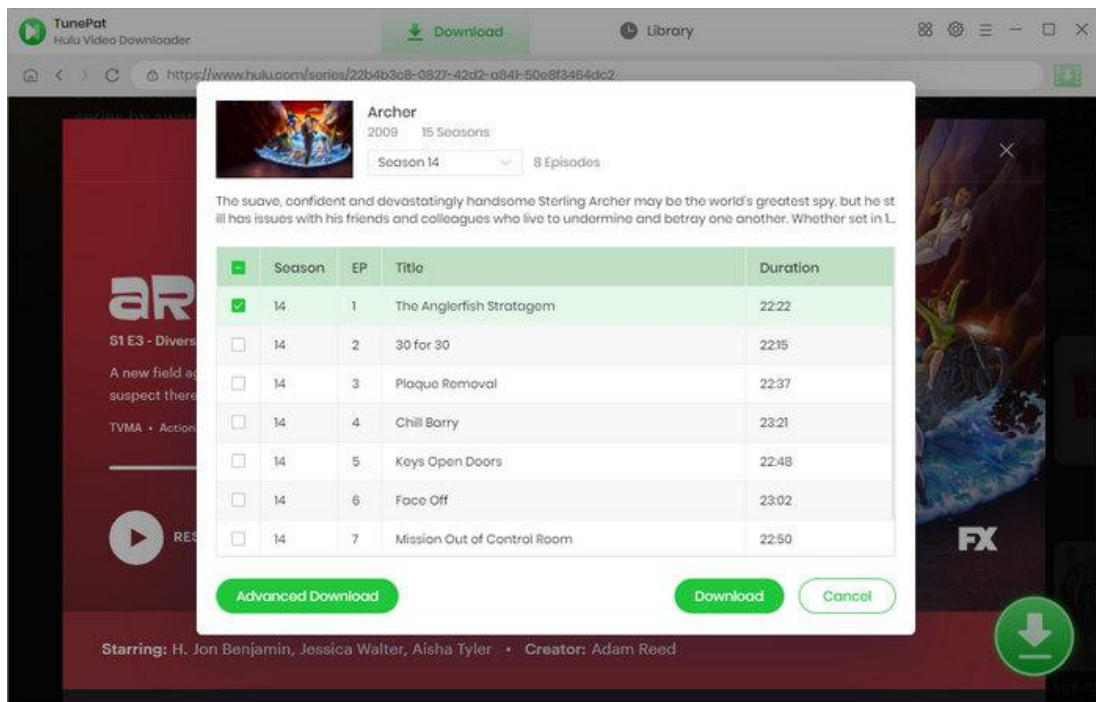 TunePat
Hulu Video Downloader
Download
Library
https://www.hulu.com/series/22b4b3c8-0827-42d2-a841-50e8f3464dc2
Archer
2009 15 Seasons
Season 14 8 Episodes
The suave, confident and devastatingly handsome Sterling Archer may be the world's greatest spy, but he st
ill has issues with his friends and colleagues who live to undermine and betray one another. Whether set in 1...
Season EP Title Duration
14 1 The Anglerfish Stratagem 22:22
14 2 30 for 30 22:15
14 3 Plaque Removal 22:37
14 4 Chill Barry 23:21
14 5 Keys Open Doors 22:48
14 6 Face Off 23:02
14 7 Mission Out of Control Room 22:50
Advanced Download Download Cancel
aR
S1 E3 - Divers
A new field ag
suspect there
TVMA • Action
RES
FX
Starring: H. Jon Benjamin, Jessica Walter, Aisha Tyler • Creator: Adam Reed